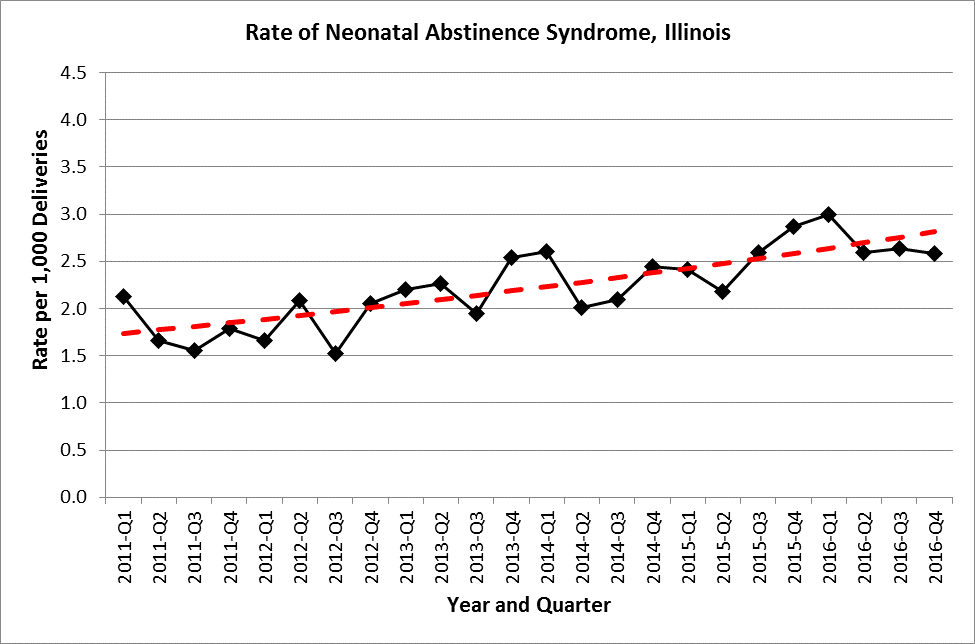 Rate of Neonatal Abstinence Syndrome, Illinois
Rate per 1,000 Deliveries
4.5
4.0
3.5
3.0
2.5
2.0
1.5
1.0
0.5
0.0
2011-Q1
2011-Q2
2011-Q3
2011-Q4
2012-Q1
2012-Q2
2012-Q3
2012-Q4
2013-Q1
2013-Q2
2013-Q3
2013-Q4
2014-Q1
2014-Q2
2014-Q3
2014-Q4
2015-Q1
2015-Q2
2015-Q3
2015-Q4
2016-Q1
2016-Q2
2016-Q3
2016-Q4
Year and Quarter